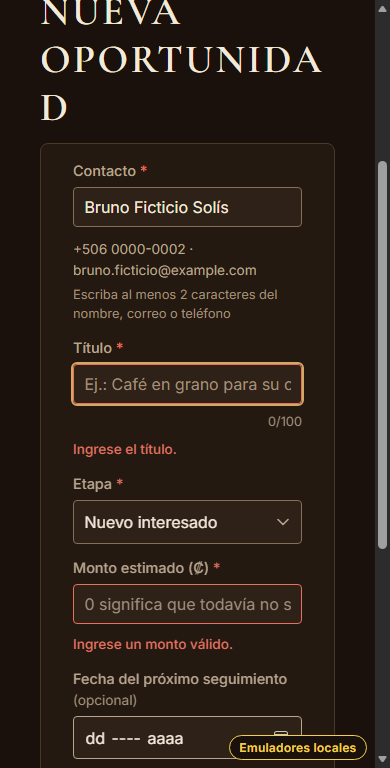 NUEVA
OPORTUNIDA
D
Contacto *
Bruno Ficticio Solís
+506 0000-0002 ·
bruno.ficticio@example.com
Escriba al menos 2 caracteres del
nombre, correo o teléfono
Título *
Ej.: Café en grano para su c
0/100
Ingrese el título.
Etapa *
Nuevo interesado
Monto estimado (₡) *
0 significa que todavía no s
Ingrese un monto válido.
Fecha del próximo seguimiento
(opcional)
dd ---- aaaa
Emuladores locales